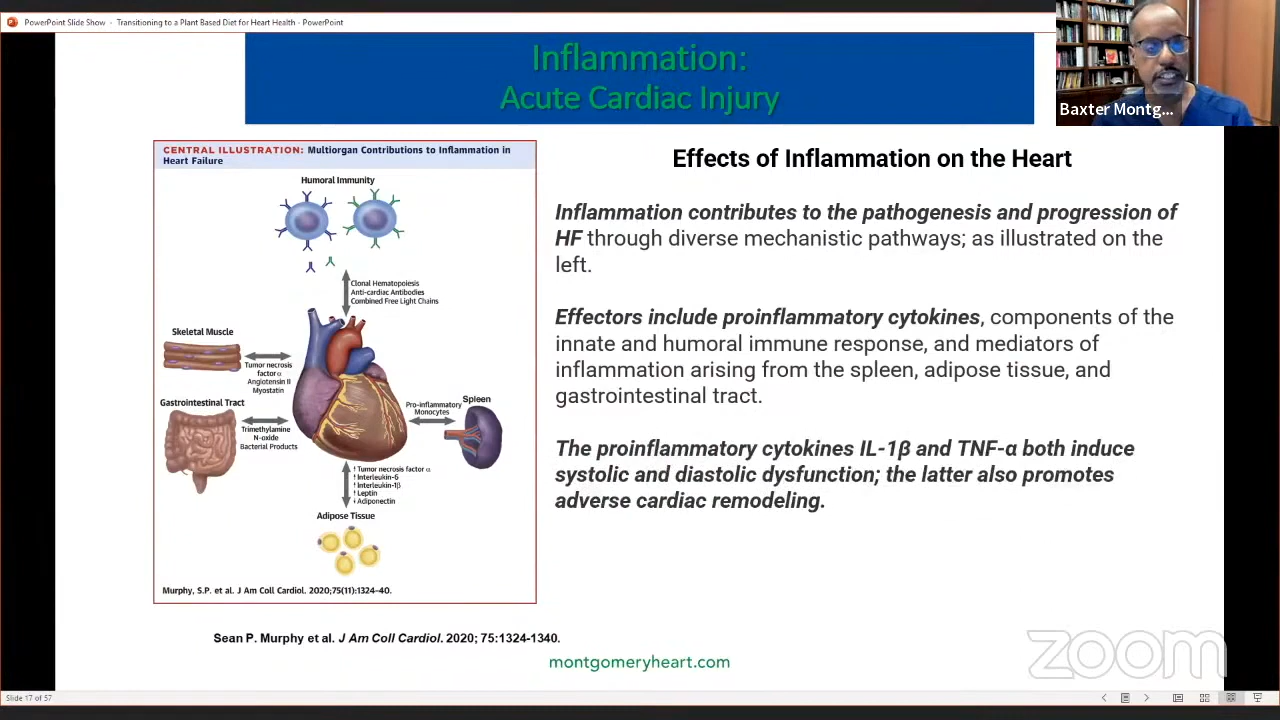 PowerPoint Slide Show - Transitioning to a Plant Based Diet for Heart Health - PowerPoint
Inflammation:
Acute Cardiac Injury
Baxter Montg...
CENTRAL ILLUSTRATION: Multiorgan Contributions to Inflammation in
Heart Failure
Humoral Immunity
Clonal Hematopoiesis
Anti-cardiac Antibodies
Combined Free Light Chains
Skeletal Muscle
Tumor necrosis
factor α
Angiotensin II
Myostatin
Gastrointestinal Tract
Trimethylamine
N-oxide
Bacterial Products
Pro-inflammatory
Monocytes
Spleen
Tumor necrosis factor α
Interleukin-6
Interleukin-1β
Leptin
Adiponectin
Adipose Tissue
Murphy, S.P. et al. J Am Coll Cardiol. 2020;75(11):1324-40.
Effects of Inflammation on the Heart
Inflammation contributes to the pathogenesis and progression of
HF through diverse mechanistic pathways; as illustrated on the
left.
Effectors include proinflammatory cytokines, components of the
innate and humoral immune response, and mediators of
inflammation arising from the spleen, adipose tissue, and
gastrointestinal tract.
The proinflammatory cytokines IL-1β and TNF-α both induce
systolic and diastolic dysfunction; the latter also promotes
adverse cardiac remodeling.
Sean P. Murphy et al. J Am Coll Cardiol. 2020; 75:1324-1340.
montgomeryheart.com
zoom
Slide 17 of 57